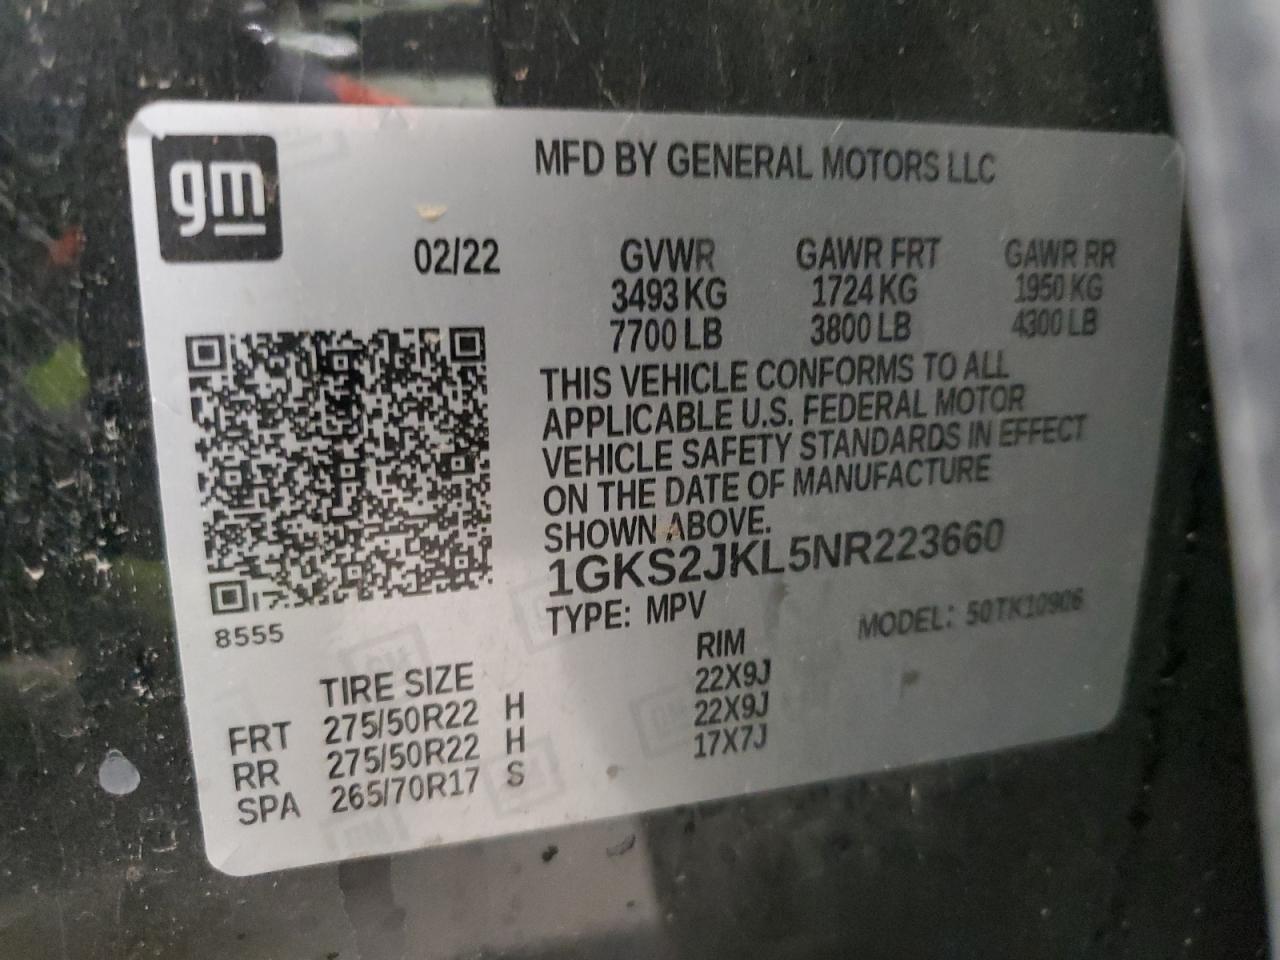 gm
MFD BY GENERAL MOTORS LLC
02/22
GVWR GAWR FRT GAWR RR
3493 KG 1724 KG 1950 KG
7700 LB 3800 LB 4300 LB
THIS VEHICLE CONFORMS TO ALL
APPLICABLE U.S. FEDERAL MOTOR
VEHICLE SAFETY STANDARDS IN EFFECT
ON THE DATE OF MANUFACTURE
SHOWN ABOVE.
1GKS2JKL5NR223660
TYPE: MPV MODEL: 50TK10906
8555
TIRE SIZE RIM
FRT 275/50R22 H 22X9J
RR 275/50R22 H 22X9J
SPA 265/70R17 S 17X7J